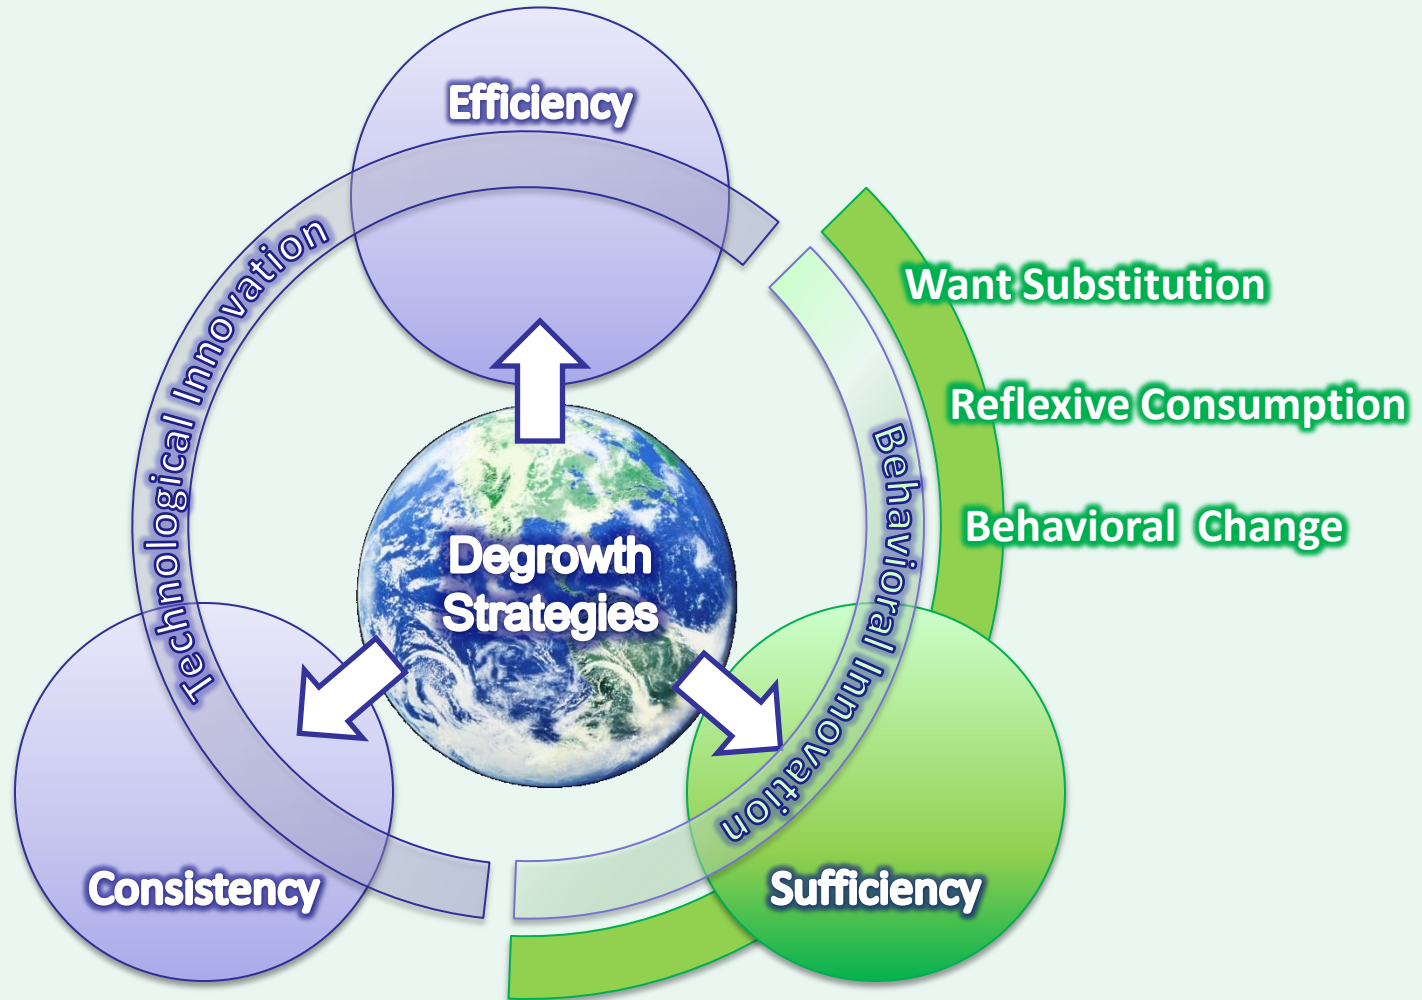 Efficiency
Technological Innovation
Want Substitution
Reflexive Consumption
Behavioral Change
Behavioral Innovation
Degrowth
Strategies
Consistency
Sufficiency